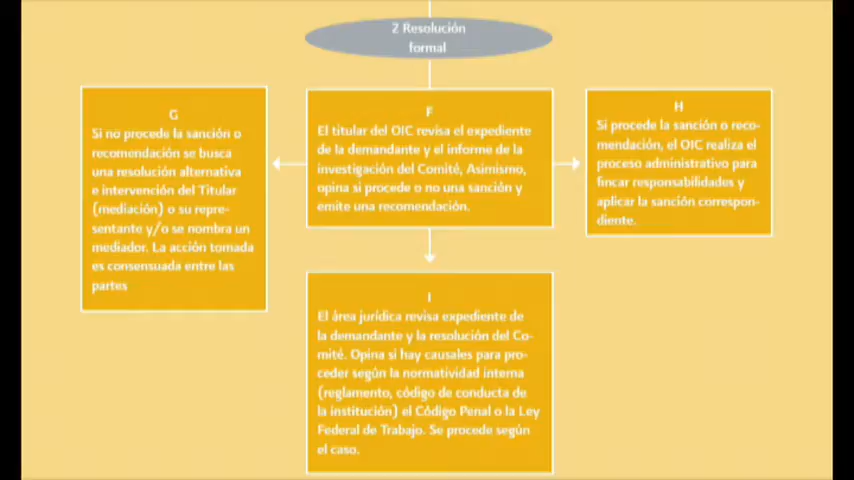 2 Resolución
formal
G
Si no procede la sanción o
recomendación se busca
una resolución alternativa
e intervención del Titular
(mediación) o su repre-
sentante y/o se nombra un
mediador. La acción tomada
es consensuada entre las
partes
F
El titular del OIC revisa el expediente
de la demandante y el informe de la
investigación del Comité, Asimismo,
opina si procede o no una sanción y
emite una recomendación.
H
Si procede la sanción o reco-
mendación, el OIC realiza el
proceso administrativo para
fincar responsabilidades y
aplicar la sanción correspon-
diente.
I
El área jurídica revisa expediente de
la demandante y la resolución del Co-
mité. Opina si hay causales para pro-
ceder según la normatividad interna
(reglamento, código de conducta de
la institución) el Código Penal o la Ley
Federal de Trabajo. Se procede según
el caso.